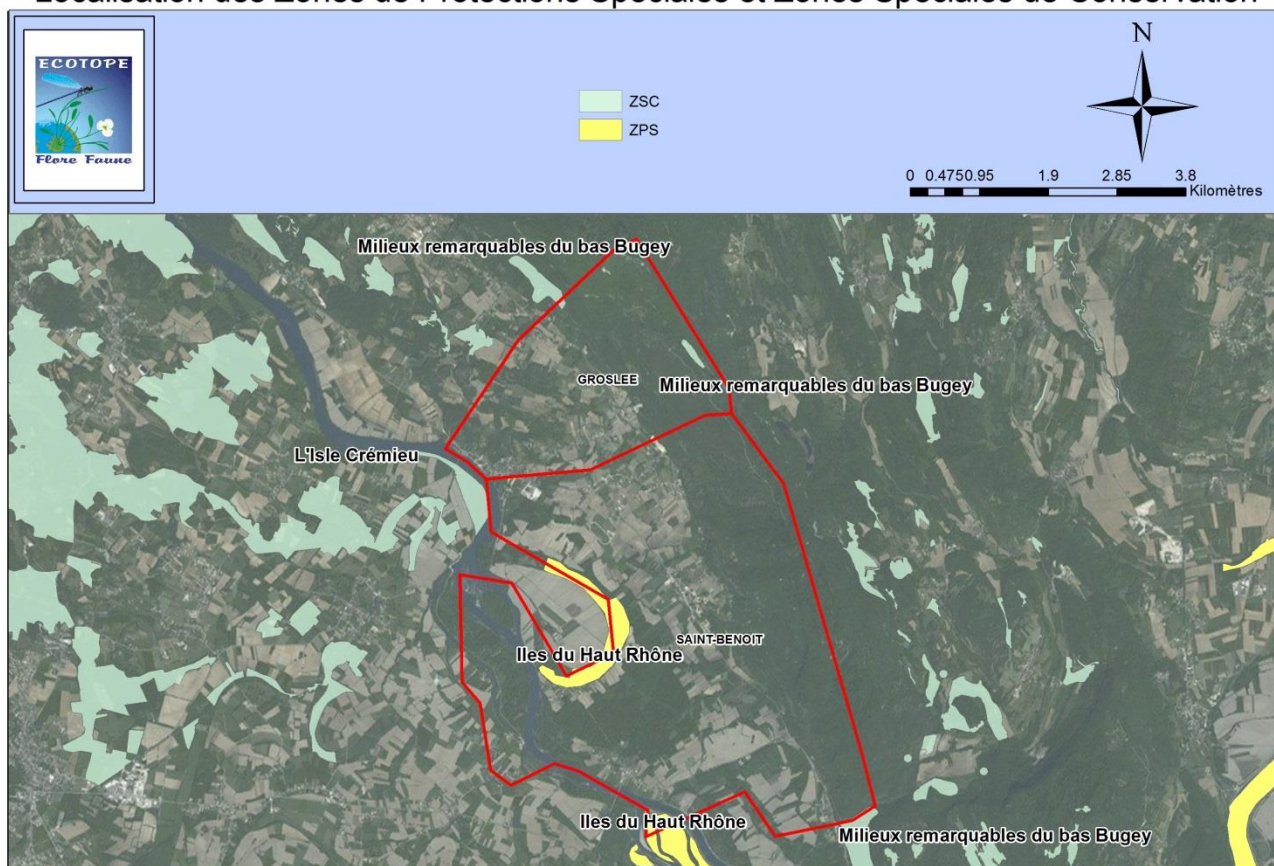 Localisation des Zones de Protections Spéciales et Zones Spéciales de Conservation
ECOTOPE
Flore Faune
ZSC
ZPS
N
0 0.475 0.95 1.9 2.85 3.8
Kilomètres
Milieux remarquables du bas Bugey
GROSLEE
Milieux remarquables du bas Bugey
L'Isle Crémieu
SAINT-BENOIT
Iles du Haut Rhône
Iles du Haut Rhône
Milieux remarquables du bas Bugey